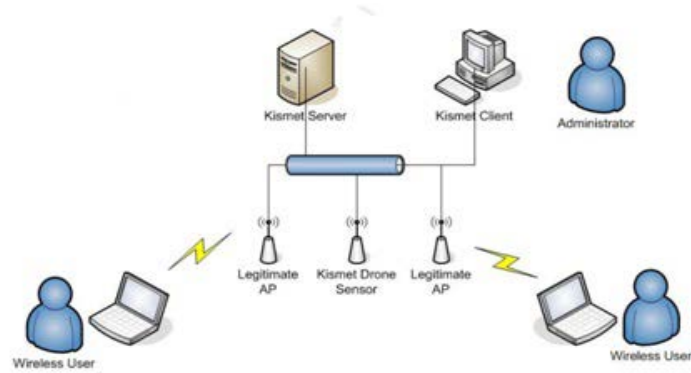 Kismet Server
Kismet Client
Administrator
Legitimate
AP
Kismet Drone
Sensor
Legitimate
AP
Wireless User
Wireless User